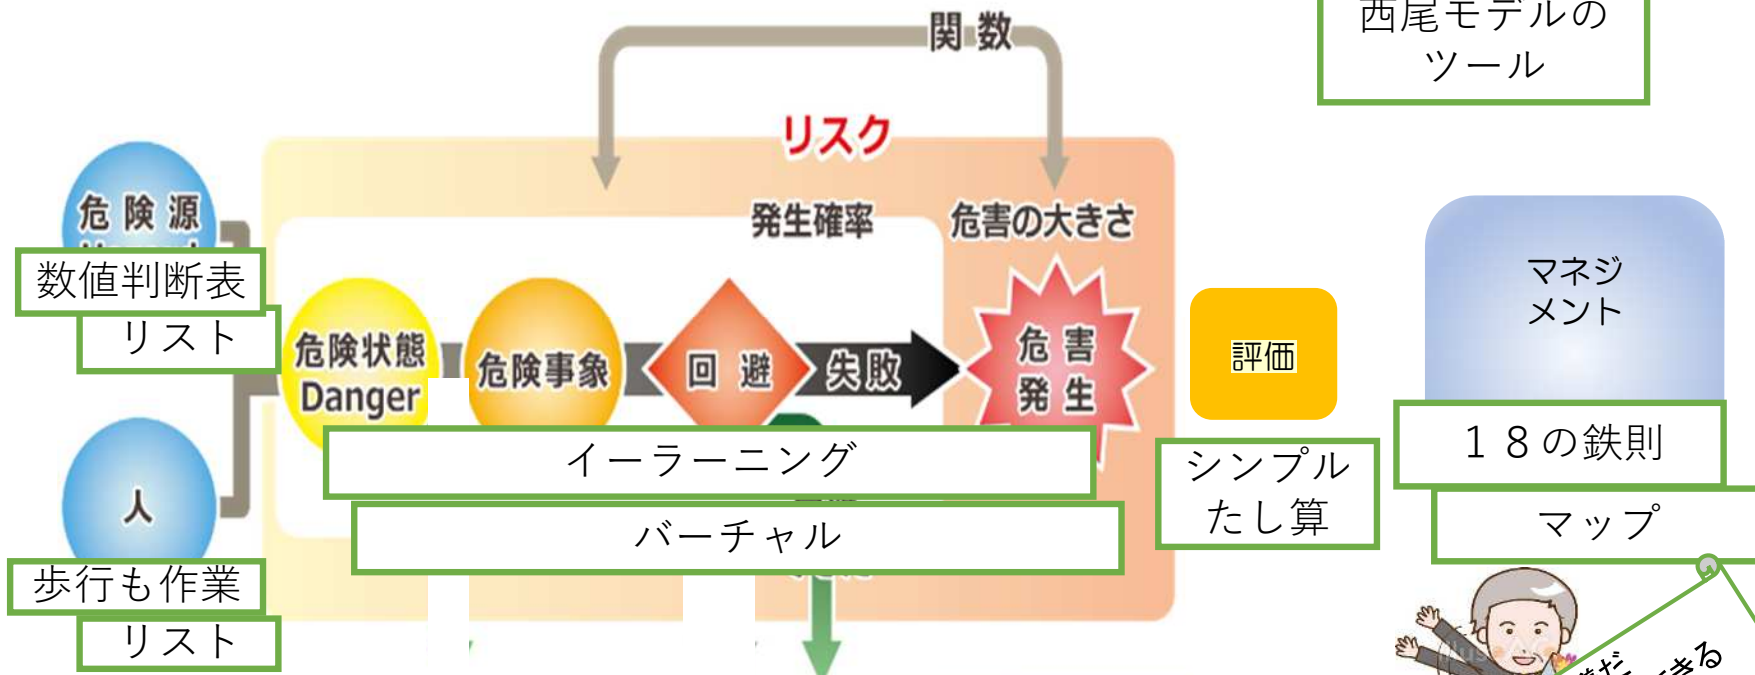 西尾モデルの
ツール
関数
リスク
発生確率
危害の大きさ
危険源
数値判断表
リスト
危険状態
Danger
危険事象
回避
失敗
危害
発生
評価
マネジ
メント
イーラーニング
バーチャル
シンプル
たし算
１８の鉄則
マップ
人
歩行も作業
リスト
きる